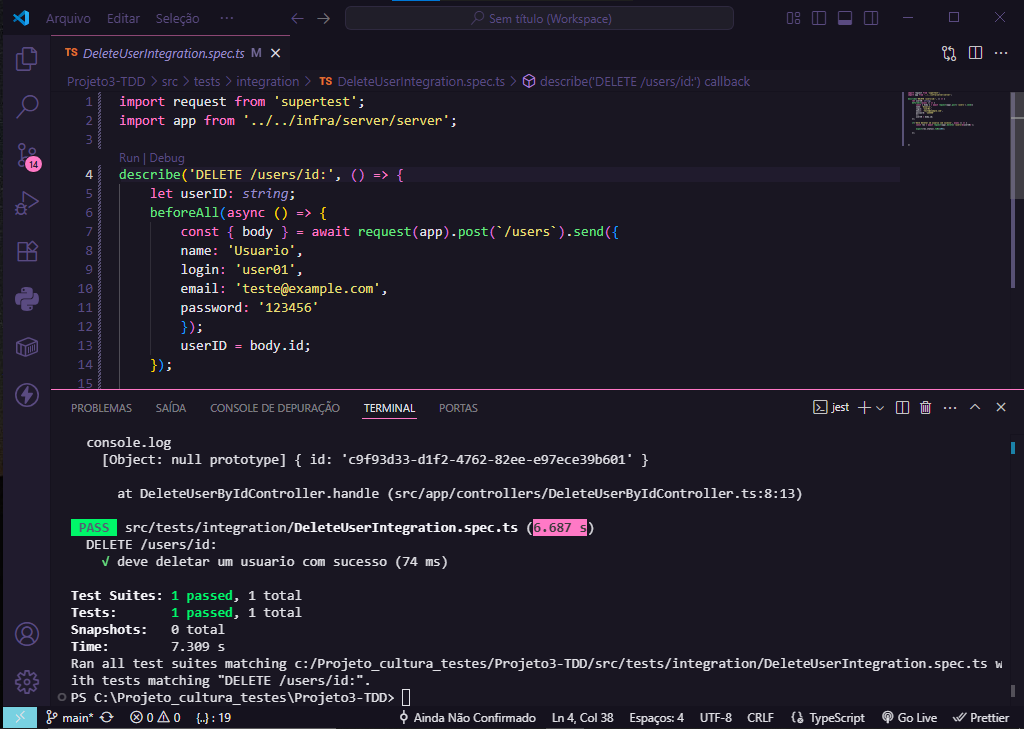 Arquivo Editar Seleção ··· Sem título (Workspace)
TS DeleteUserIntegration.spec.ts M
Projeto3-TDD > src > tests > integration > TS DeleteUserIntegration.spec.ts > describe('DELETE /users/id:') callback
1 import request from 'supertest';
2 import app from '../../infra/server/server';
3
Run | Debug
4 describe('DELETE /users/id:', () => {
5 let userID: string;
6 beforeAll(async () => {
7 const { body } = await request(app).post(`/users`).send({
8 name: 'Usuario',
9 login: 'user01',
10 email: 'teste@example.com',
11 password: '123456'
12 });
13 userID = body.id;
14 });
15
14
PROBLEMAS SAÍDA CONSOLE DE DEPURAÇÃO TERMINAL PORTAS jest
console.log
[Object: null prototype] { id: 'c9f93d33-d1f2-4762-82ee-e97ece39b601' }
at DeleteUserByIdController.handle (src/app/controllers/DeleteUserByIdController.ts:8:13)
PASS src/tests/integration/DeleteUserIntegration.spec.ts (6.687 s)
DELETE /users/id:
√ deve deletar um usuario com sucesso (74 ms)
Test Suites: 1 passed, 1 total
Tests: 1 passed, 1 total
Snapshots: 0 total
Time: 7.309 s
Ran all test suites matching c:/Projeto_cultura_testes/Projeto3-TDD/src/tests/integration/DeleteUserIntegration.spec.ts w
ith tests matching "DELETE /users/id:".
PS C:\Projeto_cultura_testes\Projeto3-TDD>
main* 0 0 {..} : 19 Ainda Não Confirmado Ln 4, Col 38 Espaços: 4 UTF-8 CRLF TypeScript Go Live Prettier